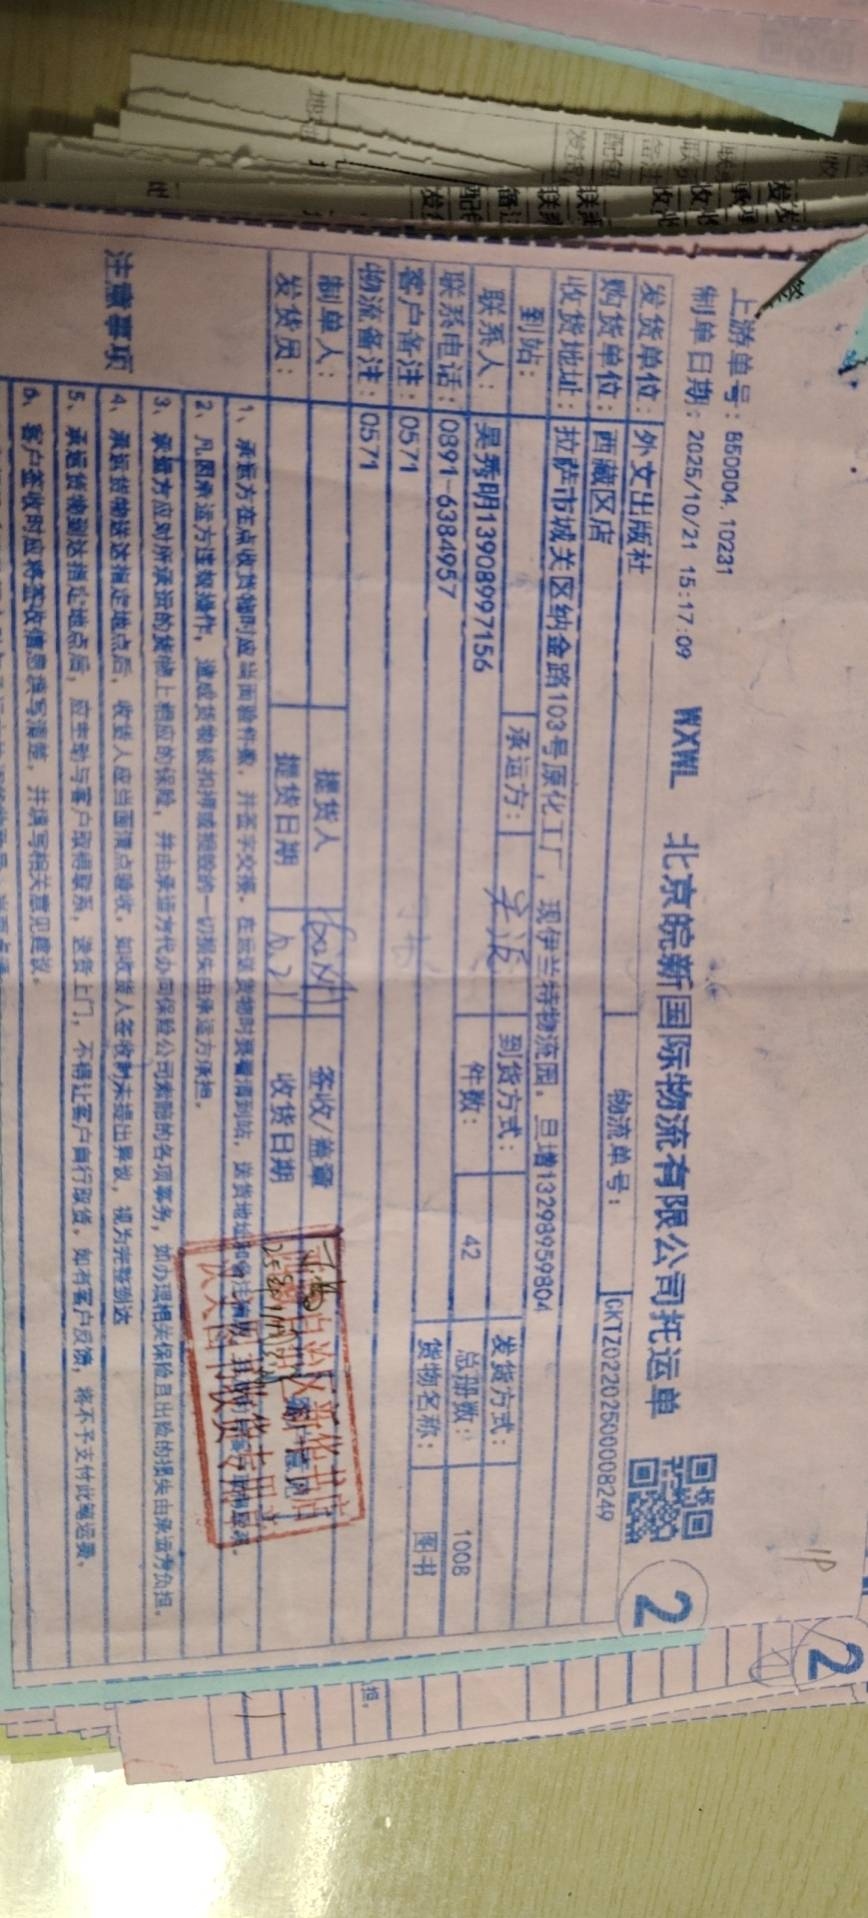 上游单号：B50004.10231
制单日期：2025/10/21 15:17:09
WXWL 北京皖新国际物流有限公司托运单
2
发货单位：外文出版社
物流单号：CKTZ02202500008249
购货单位：西藏区店
收货地址：拉萨市城关区纳金路103号原化工厂，现伊兰特物流园，旦增13298959804
到站：
承运方：
到货方式：
发货方式：
联系人：吴秀明13908997156
件数：42
总册数：1008
联系电话：0891-6384957
货物名称：图书
客户备注：0571
物流备注：0571
制单人：
提货人
签收/盖章
发货员：
提货日期
10.21
收货日期
注意事项
1、承运方在点收货物时应当面验件数，并签字交接。在运送货物时要看清到站、送货地址和备注
2、凡因承运方违规操作，造成货物被扣押或损毁的一切损失由承运方承担。
3、承运方应对所承运的货物上相应的保险，并由承运方代办向保险公司索赔的各项事务，如办理相关保险且出险的损失由承运方负担。
4、承运货物送达指定地点后，收货人应当面清点验收。如收货人签收时未提出异议，视为完整到达
5、承运货物到达指定地点后，应主动与客户取得联系，送货上门，不得让客户自行取货。如有客户反馈，将不予支付此笔运费。
6、客户签收时应将签收信息填写清楚，并填写相关意见建议。
担。
2